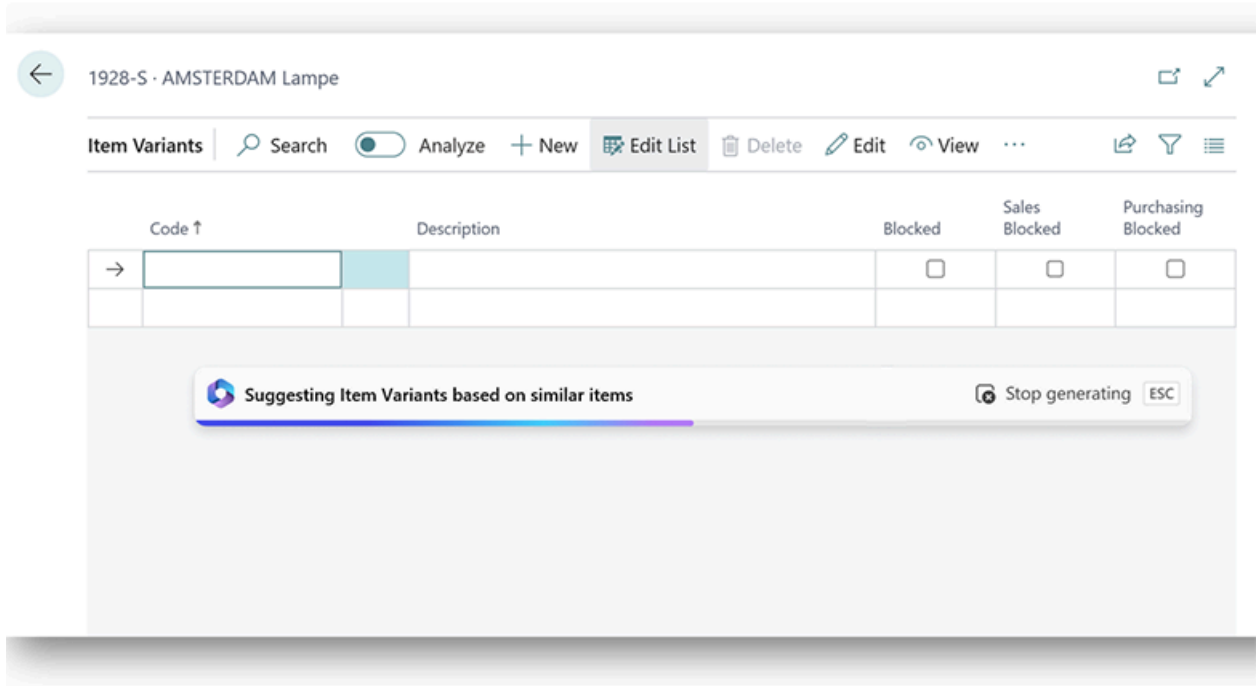 1928-S · AMSTERDAM Lampe
Item Variants Search Analyze New Edit List Delete Edit View ...
Code ↑ Description Blocked Sales Blocked Purchasing Blocked
Suggesting Item Variants based on similar items Stop generating ESC